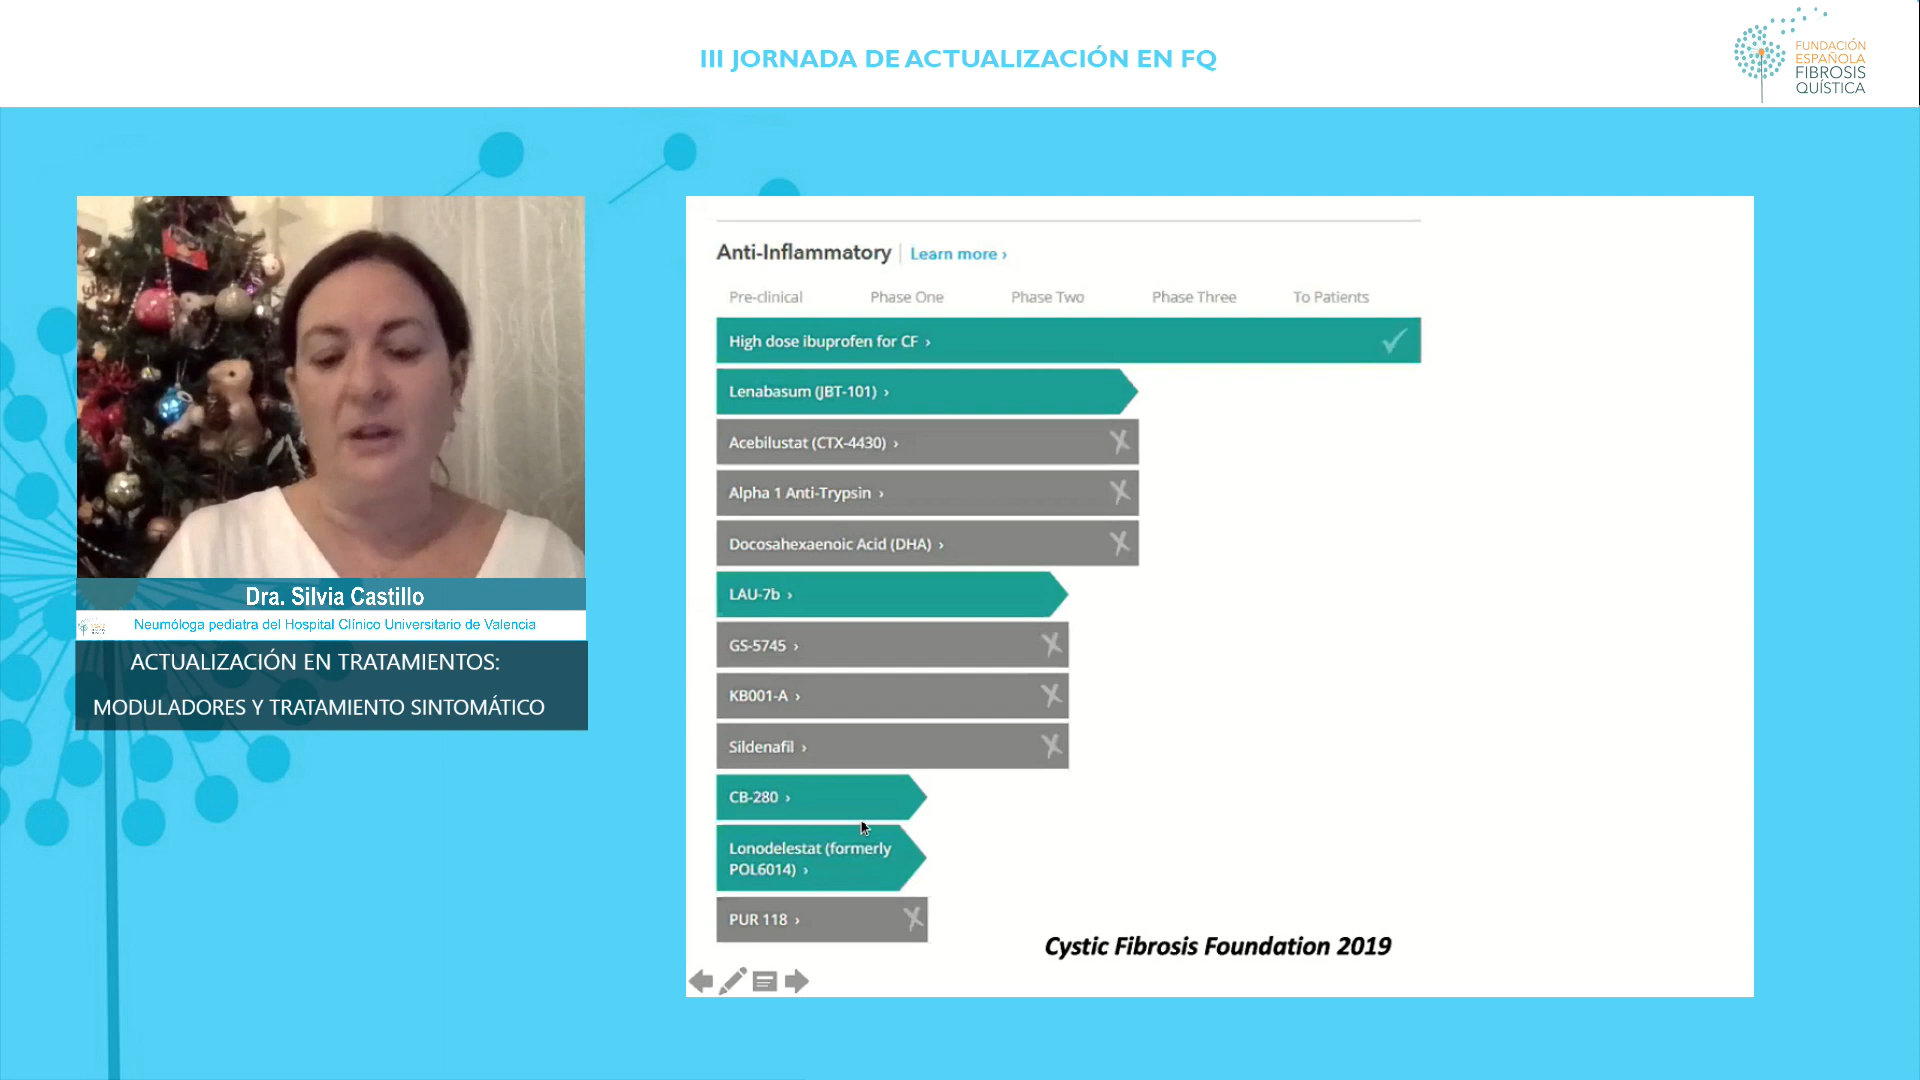 III JORNADA DE ACTUALIZACIÓN EN FQ
FUNDACIÓN
ESPAÑOLA
FIBROSIS
QUÍSTICA
Dra. Silvia Castillo
Neumóloga pediatra del Hospital Clínico Universitario de Valencia
ACTUALIZACIÓN EN TRATAMIENTOS:
MODULADORES Y TRATAMIENTO SINTOMÁTICO
Anti-Inflammatory | Learn more ›
Pre-clinical Phase One Phase Two Phase Three To Patients
High dose ibuprofen for CF ›
Lenabasum (JBT-101) ›
Acebilustat (CTX-4430) ›
Alpha 1 Anti-Trypsin ›
Docosahexaenoic Acid (DHA) ›
LAU-7b ›
GS-5745 ›
KB001-A ›
Sildenafil ›
CB-280 ›
Lonodelestat (formerly
POL6014) ›
PUR 118 ›
Cystic Fibrosis Foundation 2019